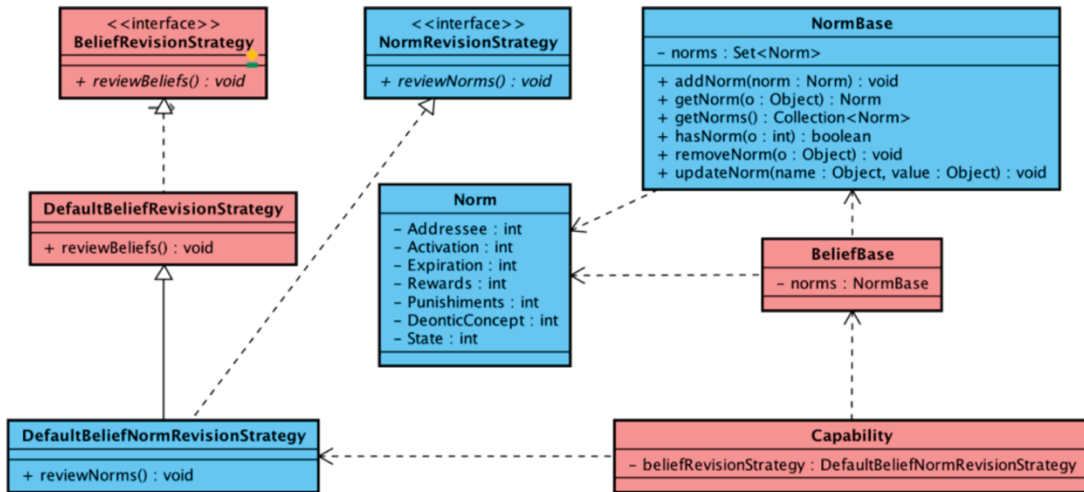 <<interface>>
BeliefRevisionStrategy
+ reviewBeliefs() : void
<<interface>>
NormRevisionStrategy
+ reviewNorms() : void
NormBase
- norms : Set<Norm>
+ addNorm(norm : Norm) : void
+ getNorm(o : Object) : Norm
+ getNorms() : Collection<Norm>
+ hasNorm(o : int) : boolean
+ removeNorm(o : Object) : void
+ updateNorm(name : Object, value : Object) : void
DefaultBeliefRevisionStrategy
+ reviewBeliefs() : void
Norm
- Addressee : int
- Activation : int
- Expiration : int
- Rewards : int
- Punishiments : int
- DeonticConcept : int
- State : int
BeliefBase
- norms : NormBase
DefaultBeliefNormRevisionStrategy
+ reviewNorms() : void
Capability
- beliefRevisionStrategy : DefaultBeliefNormRevisionStrategy